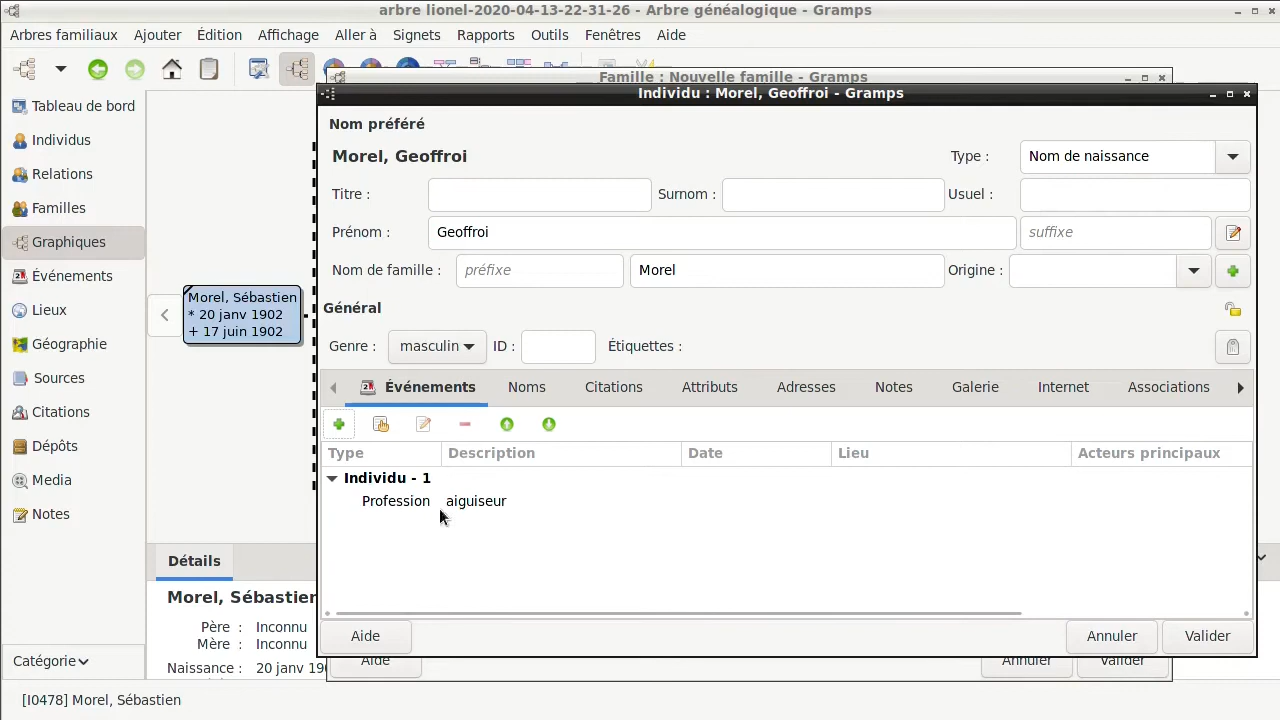 arbre lionel-2020-04-13-22-31-26 - Arbre généalogique - Gramps
Arbres familiaux Ajouter Édition Affichage Aller à Signets Rapports Outils Fenêtres Aide
Famille : Nouvelle famille - Gramps
Individu : Morel, Geoffroi - Gramps
Tableau de bord
Individus
Relations
Familles
Graphiques
Événements
Lieux
Géographie
Sources
Citations
Dépôts
Media
Notes
Catégorie
Morel, Sébastien
* 20 janv 1902
+ 17 juin 1902
Nom préféré
Morel, Geoffroi Type : Nom de naissance
Titre : Surnom : Usuel :
Prénom : Geoffroi suffixe
Nom de famille : préfixe Morel Origine :
Général
Genre : masculin ID : Étiquettes :
Événements Noms Citations Attributs Adresses Notes Galerie Internet Associations
Type Description Date Lieu Acteurs principaux
Individu - 1
Profession aiguiseur
Aide Annuler Valider
Aide Annuler Valider
Détails
Morel, Sébastien
Père : Inconnu
Mère : Inconnu
Naissance : 20 janv 190
[I0478] Morel, Sébastien